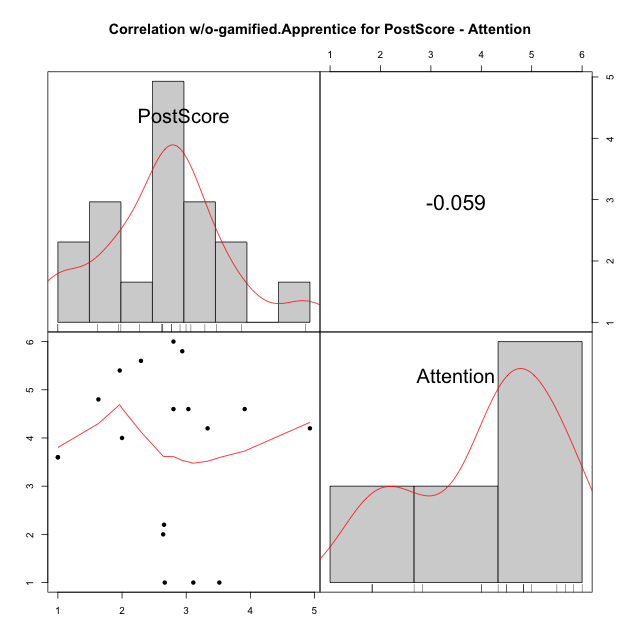 Correlation w/o-gamified.Apprentice for PostScore - Attention
1 2 3 4 5 6
PostScore
-0.059
5
4
3
2
1
Attention
6
5
4
3
2
1
1 2 3 4 5